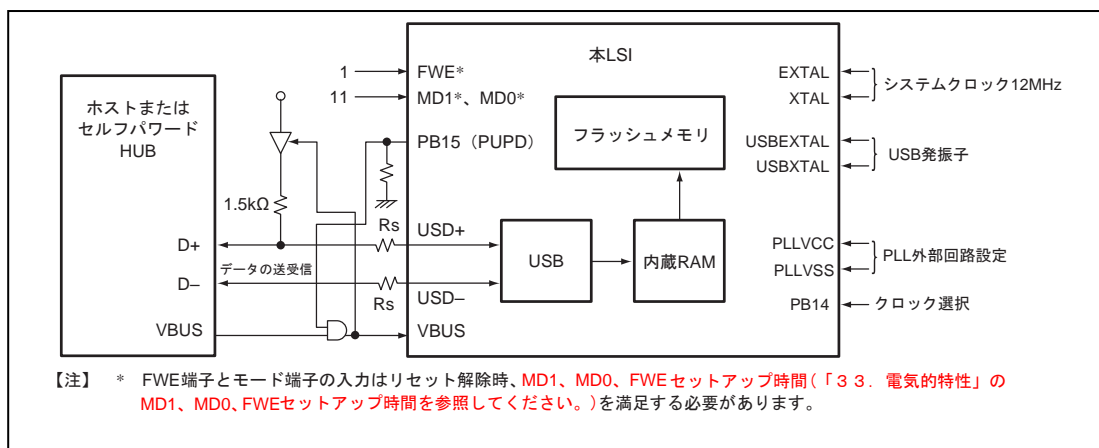 本LSI
1
FWE*
11
MD1*、MD0*
PB15（PUPD）
ホストまたは
セルフパワード
HUB
フラッシュメモリ
EXTAL
XTAL
システムクロック12MHz
USBEXTAL
USBXTAL
USB発振子
1.5kΩ
Rs
USD+
D+
データの送受信
D−
Rs
USD−
USB
内蔵RAM
PLLVCC
PLLVSS
PLL外部回路設定
PB14
クロック選択
VBUS
VBUS
【注】 * FWE端子とモード端子の入力はリセット解除時、MD1、MD0、FWEセットアップ時間(「３３．電気的特性」の
MD1、MD0、FWEセットアップ時間を参照してください。)を満足する必要があります。